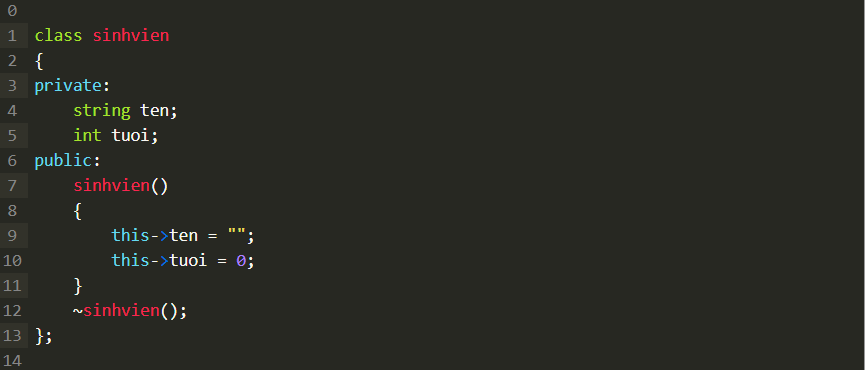 0
1 class sinhvien
2 {
3 private:
4     string ten;
5     int tuoi;
6 public:
7     sinhvien()
8     {
9         this->ten = "";
10         this->tuoi = 0;
11     }
12     ~sinhvien();
13 };
14